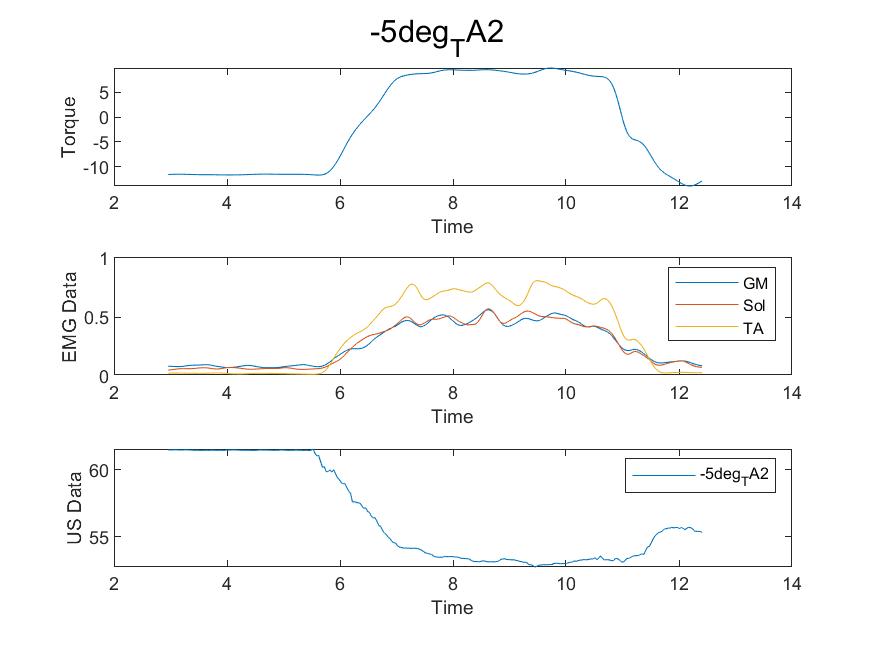 -5deg_TA2
5
0
-5
-10
Torque
2 4 6 8 10 12 14
Time
1
0.5
0
EMG Data
GM
Sol
TA
2 4 6 8 10 12 14
Time
60
55
US Data
-5deg_TA2
2 4 6 8 10 12 14
Time